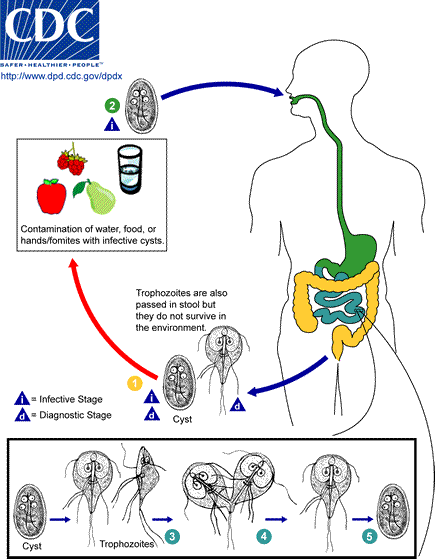 CDC
SAFER·HEALTHIER·PEOPLE™
http://www.dpd.cdc.gov/dpdx
2
i
Contamination of water, food, or
hands/fomites with infective cysts.
Trophozoites are also
passed in stool but
they do not survive in
the environment.
1
i
d
d
Cyst
i = Infective Stage
d = Diagnostic Stage
Cyst
Trophozoites
3
4
5